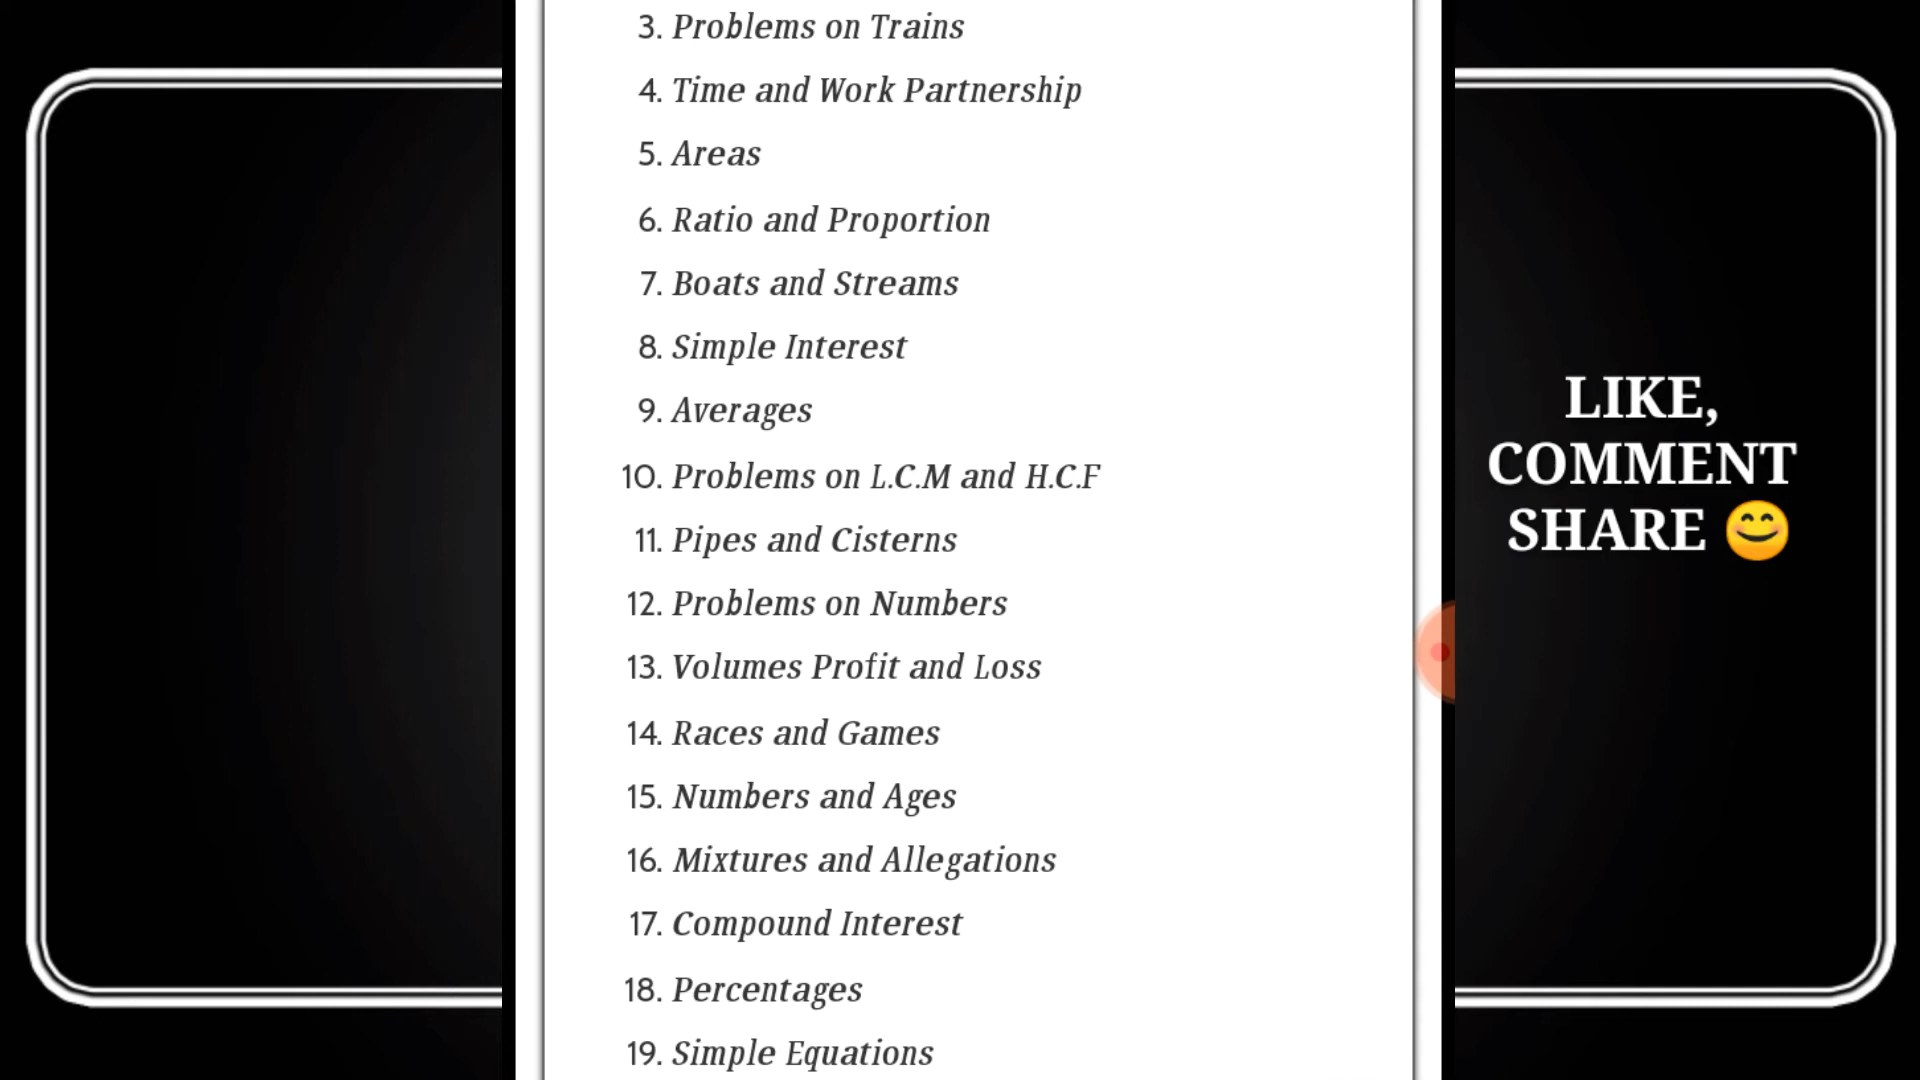 3. Problems on Trains
4. Time and Work Partnership
5. Areas
6. Ratio and Proportion
7. Boats and Streams
8. Simple Interest
9. Averages
10. Problems on L.C.M and H.C.F
11. Pipes and Cisterns
12. Problems on Numbers
13. Volumes Profit and Loss
14. Races and Games
15. Numbers and Ages
16. Mixtures and Allegations
17. Compound Interest
18. Percentages
19. Simple Equations
LIKE,
COMMENT
SHARE 😊